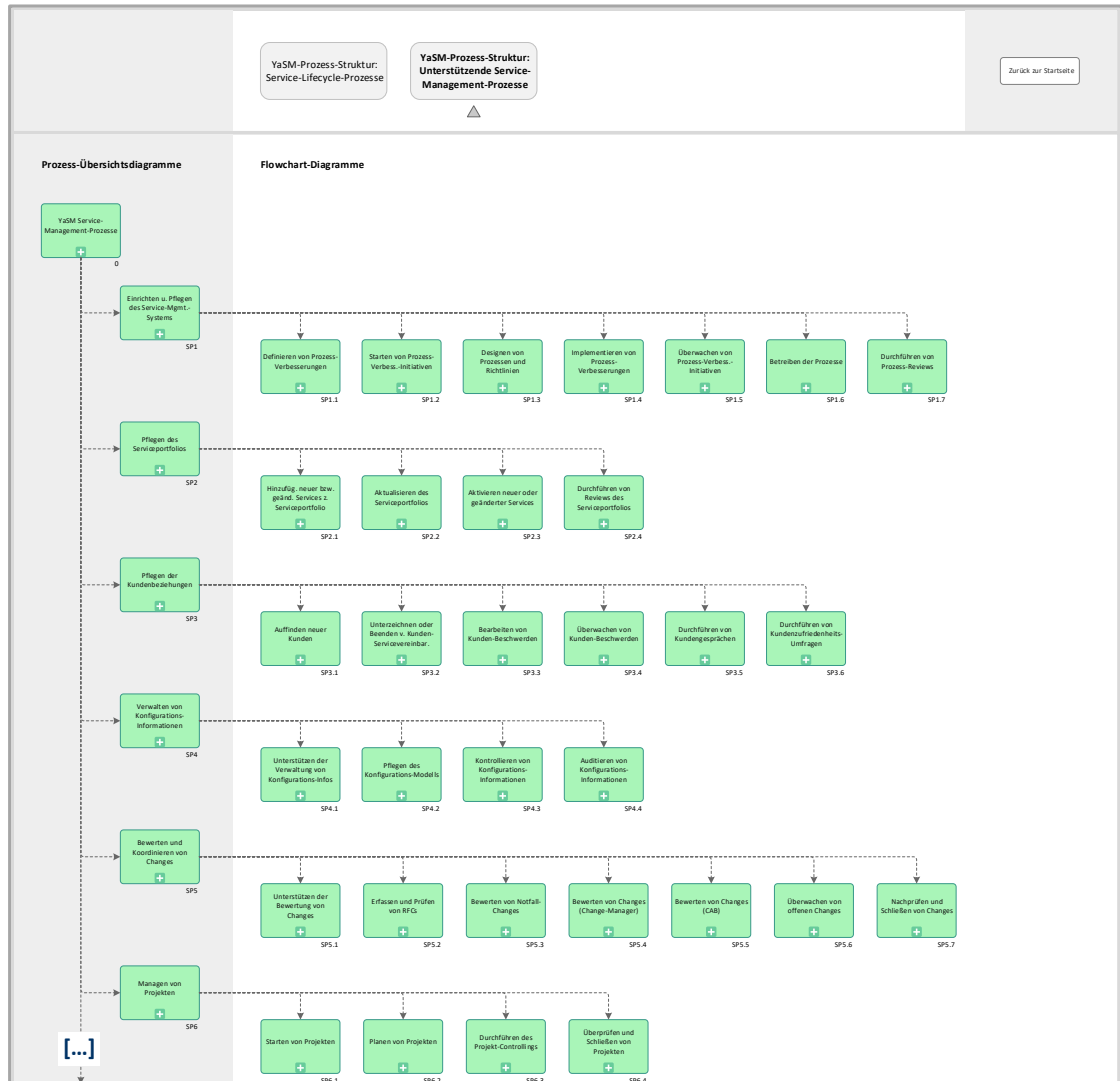 YaSM-Prozess-Struktur:
Service-Lifecycle-Prozesse
YaSM-Prozess-Struktur:
Unterstützende Service-
Management-Prozesse
Zurück zur Startseite
Prozess-Übersichtsdiagramme
Flowchart-Diagramme
YaSM Service-
Management-Prozesse
0
Einrichten u. Pflegen
des Service-Mgmt.-
Systems
SP1
Definieren von Prozess-
Verbesserungen
SP1.1
Starten von Prozess-
Verbess.-Initiativen
SP1.2
Designen von
Prozessen und
Richtlinien
SP1.3
Implementieren von
Prozess-
Verbesserungen
SP1.4
Überwachen von
Prozess-Verbess.-
Initiativen
SP1.5
Betreiben der Prozesse
SP1.6
Durchführen von
Prozess-Reviews
SP1.7
Pflegen des
Serviceportfolios
SP2
Hinzufüg. neuer bzw.
geänd. Services z.
Serviceportfolio
SP2.1
Aktualisieren des
Serviceportfolios
SP2.2
Aktivieren neuer oder
geänderter Services
SP2.3
Durchführen von
Reviews des
Serviceportfolios
SP2.4
Pflegen der
Kundenbeziehungen
SP3
Auffinden neuer
Kunden
SP3.1
Unterzeichnen oder
Beenden v. Kunden-
Servicevereinbar.
SP3.2
Bearbeiten von
Kunden-Beschwerden
SP3.3
Überwachen von
Kunden-Beschwerden
SP3.4
Durchführen von
Kundengesprächen
SP3.5
Durchführen von
Kundenzufriedenheits-
Umfragen
SP3.6
Verwalten von
Konfigurations-
Informationen
SP4
Unterstützen der
Verwaltung von
Konfigurations-Infos
SP4.1
Pflegen des
Konfigurations-Modells
SP4.2
Kontrollieren von
Konfigurations-
Informationen
SP4.3
Auditieren von
Konfigurations-
Informationen
SP4.4
Bewerten und
Koordinieren von
Changes
SP5
Unterstützen der
Bewertung von
Changes
SP5.1
Erfassen und Prüfen
von RFCs
SP5.2
Bewerten von Notfall-
Changes
SP5.3
Bewerten von Changes
(Change-Manager)
SP5.4
Bewerten von Changes
(CAB)
SP5.5
Überwachen von
offenen Changes
SP5.6
Nachprüfen und
Schließen von Changes
SP5.7
Managen von
Projekten
SP6
Starten von Projekten
SP6.1
Planen von Projekten
SP6.2
Durchführen des
Projekt-Controllings
SP6.3
Überprüfen und
Schließen von
Projekten
SP6.4
[...]